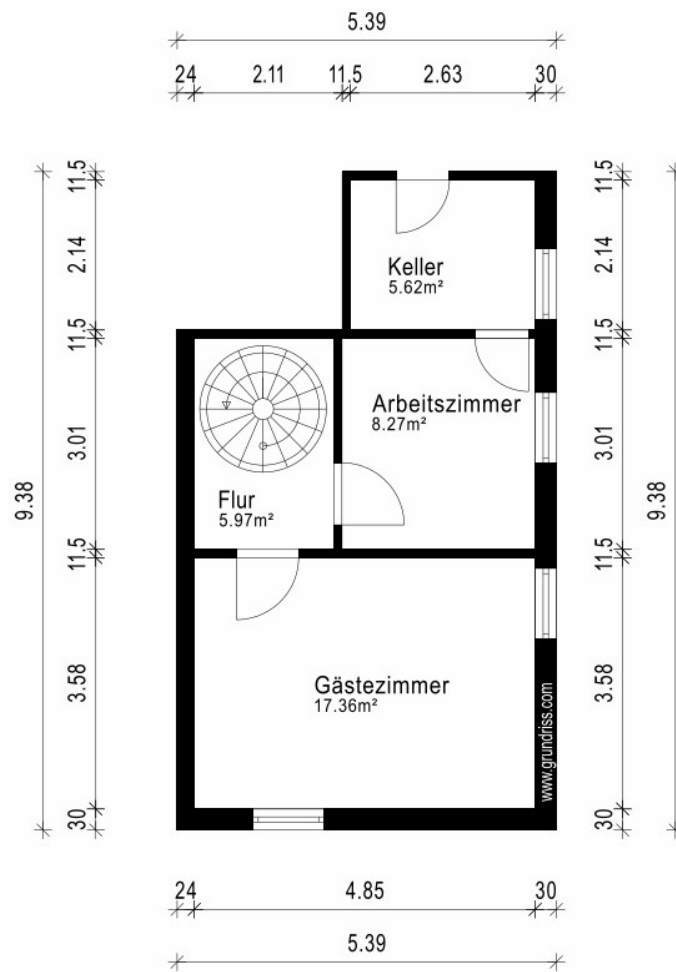 5.39
24 2.11 11.5 2.63 30
11.5
2.14
11.5
3.01
11.5
3.58
30
9.38
Keller
5.62m²
Arbeitszimmer
8.27m²
Flur
5.97m²
Gästezimmer
17.36m²
www.grundriss.com
11.5
2.14
11.5
3.01
11.5
3.58
30
9.38
24 4.85 30
5.39